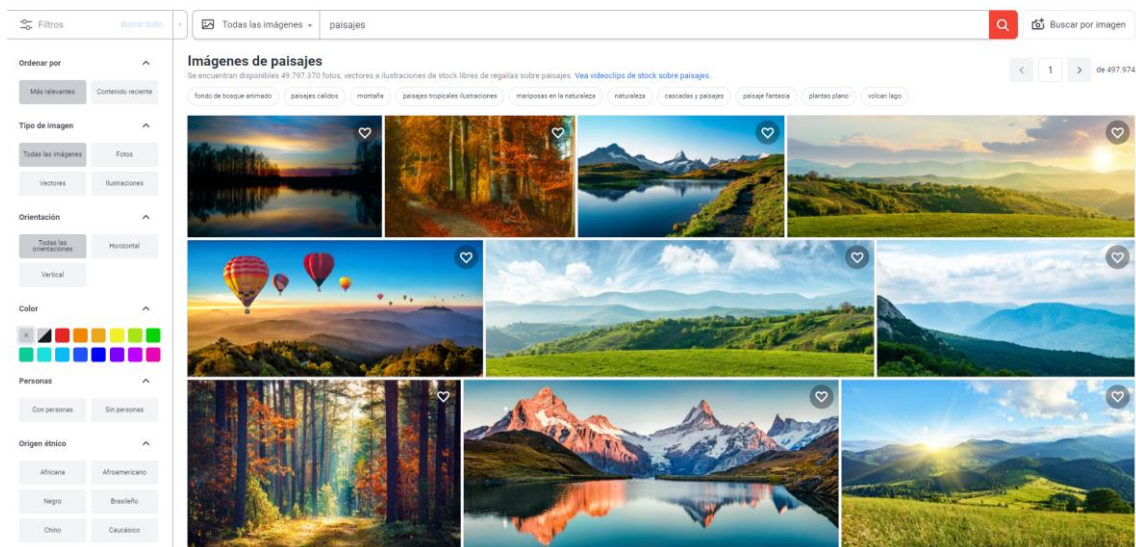 Filtros
Borrar todo
Todas las imágenes
paisajes
Buscar por imagen
Ordenar por
Más relevantes
Contenido reciente
Tipo de imagen
Todas las imágenes
Fotos
Vectores
Ilustraciones
Orientación
Todas las
orientaciones
Horizontal
Vertical
Color
Personas
Con personas
Sin personas
Origen étnico
Africana
Afroamericano
Negro
Brasileño
Chino
Caucásico
Imágenes de paisajes
Se encuentran disponibles 49.797.370 fotos, vectores e ilustraciones de stock libres de regalías sobre paisajes. Vea videoclips de stock sobre paisajes.
1
de 497.974
fondo de bosque animado
paisajes calidos
montaña
paisajes tropicales ilustraciones
mariposas en la naturaleza
naturaleza
cascadas y paisajes
paisaje fantasia
plantas plano
volcan lago